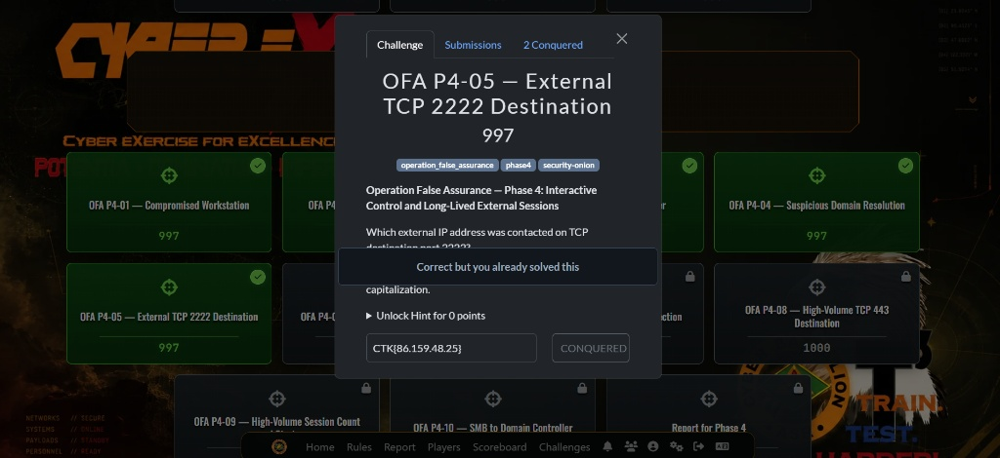 CYBER =X
CYBER EXERCISE FOR EXCELLENC
Challenge
Submissions
2 Conquered
OFA P4-05 — External
TCP 2222 Destination
997
operation_false_assurance
phase4
security-onion
Operation False Assurance — Phase 4: Interactive
Control and Long-Lived External Sessions
Which external IP address was contacted on TCP
destination port 2222?
Correct but you already solved this
capitalization.
▶ Unlock Hint for 0 points
CTK{86.159.48.25}
CONQUERED
OFA P4-01 — Compromised Workstation
997
OFA P4-04 — Suspicious Domain Resolution
997
OFA P4-05 — External TCP 2222 Destination
997
OFA P4-08 — High-Volume TCP 443
Destination
1000
OFA P4-09 — High-Volume Session Count
OFA P4-10 — SMB to Domain Controller
Report for Phase 4
NETWORKS // SECURE
SYSTEMS // ONLINE
PAYLOADS
PERSONNEL
TRAIN.
TEST.
HARDER
Home
Rules
Report
Players
Scoreboard
Challenges